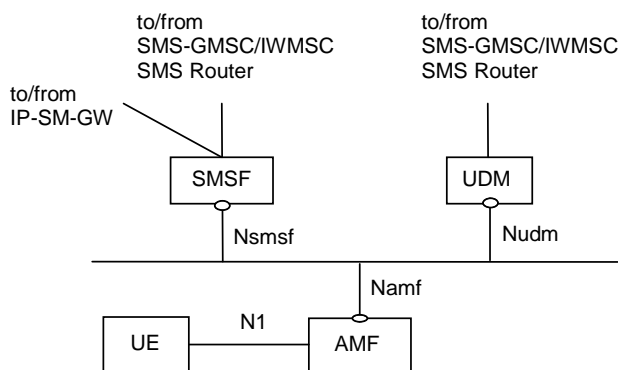 to/from
SMS-GMSC/IWMSC
SMS Router
to/from
SMS-GMSC/IWMSC
SMS Router
to/from
IP-SM-GW
SMSF
UDM
Nsmsf
Nudm
Namf
N1
UE
AMF